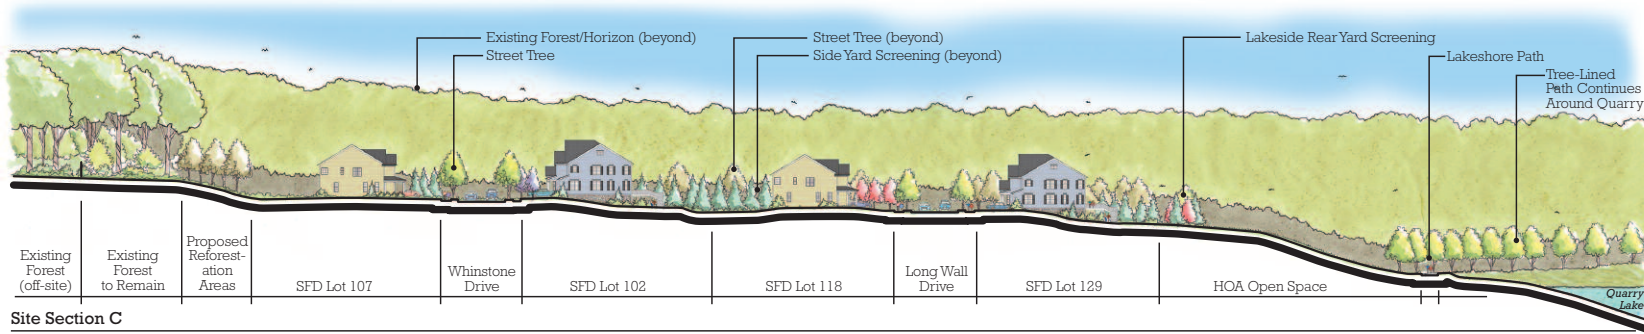 Existing Forest/Horizon (beyond)
Street Tree
Street Tree (beyond)
Side Yard Screening (beyond)
Lakeside Rear Yard Screening
Lakeshore Path
Tree-Lined
Path Continues
Around Quarry
Existing
Forest
(off-site)
Existing
Forest
to Remain
Proposed
Reforest-
ation
Areas
SFD Lot 107
Whinstone
Drive
SFD Lot 102
SFD Lot 118
Long Wall
Drive
SFD Lot 129
HOA Open Space
Quarry
Lake
Site Section C